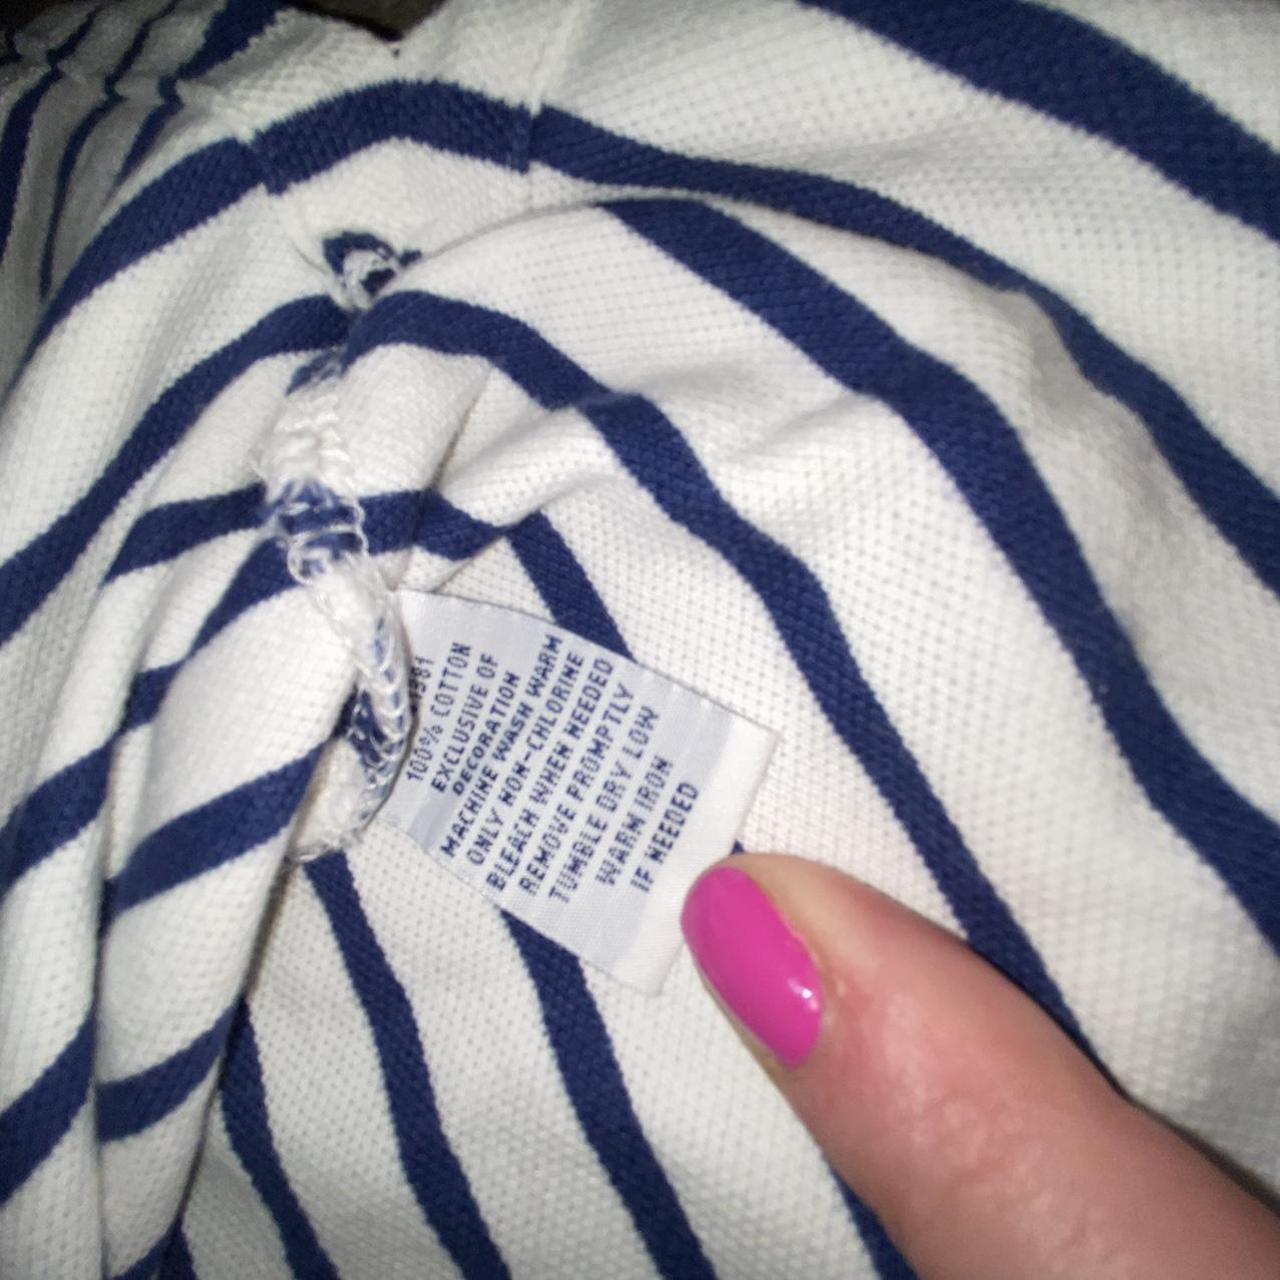 100% COTTON
EXCLUSIVE OF
DECORATION
MACHINE WASH WARM
ONLY NON-CHLORINE
BLEACH WHEN NEEDED
REMOVE PROMPTLY
TUMBLE DRY LOW
WARM IRON
IF NEEDED